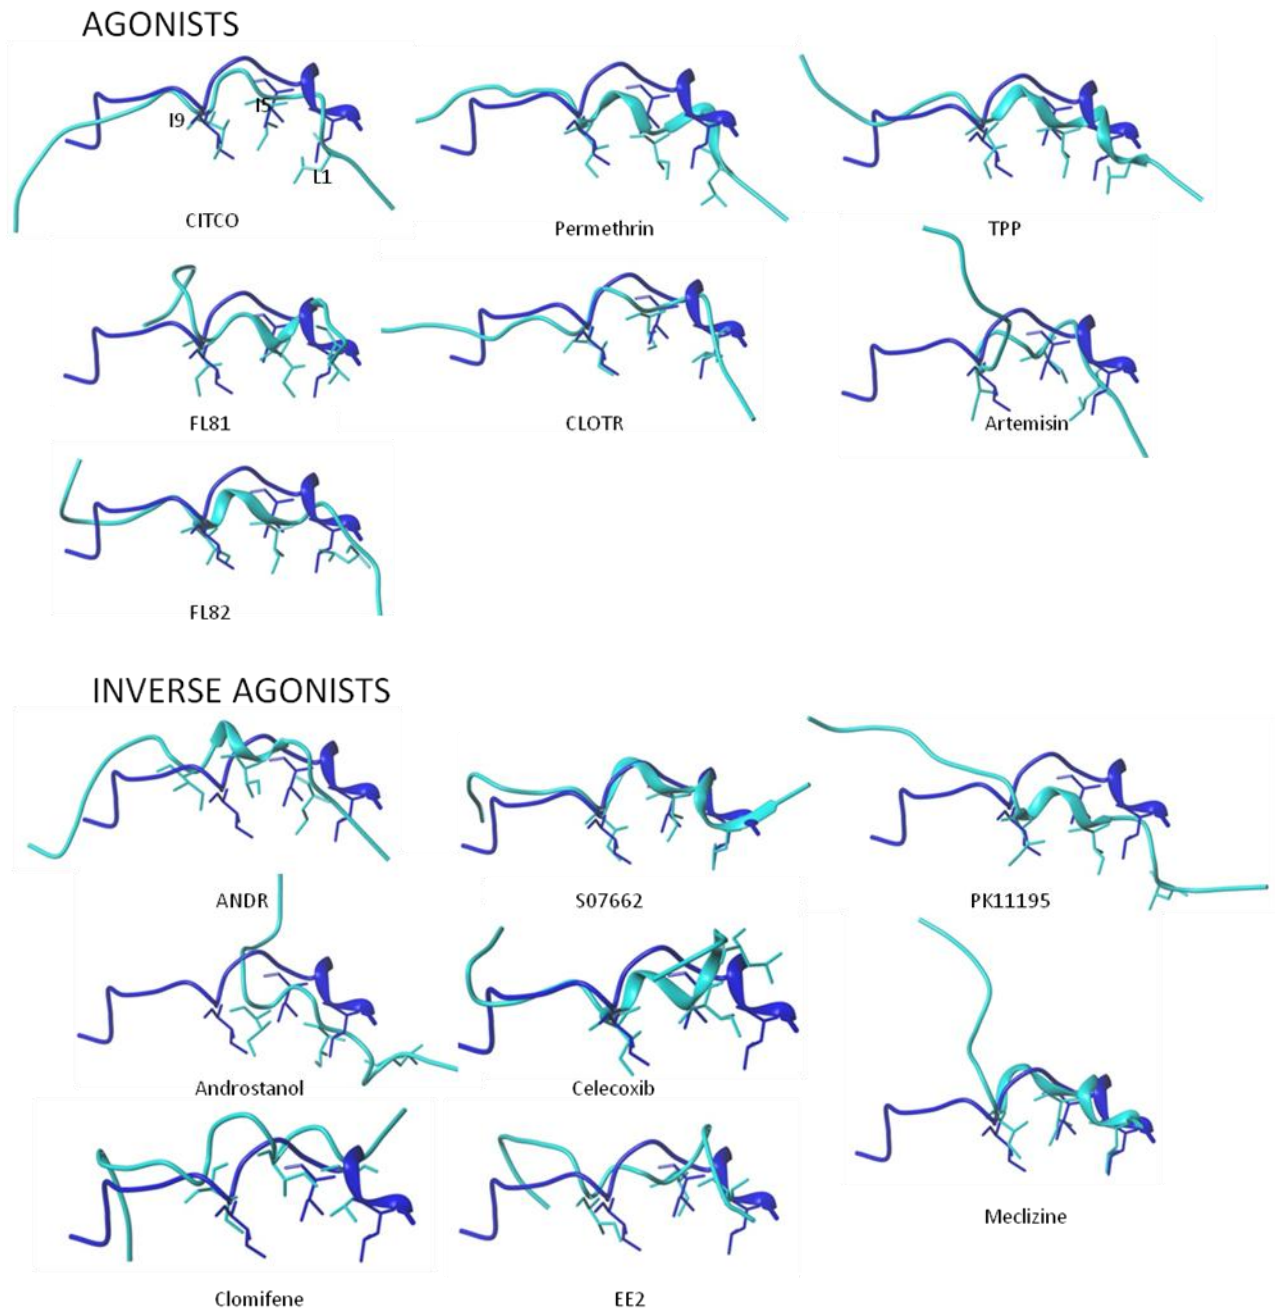 AGONISTS
I9
I5
L1
CITCO
Permethrin
TPP
FL81
CLOTR
Artemisin
FL82
INVERSE AGONISTS
ANDR
S07662
PK11195
Androstanol
Celecoxib
Meclizine
Clomifene
EE2